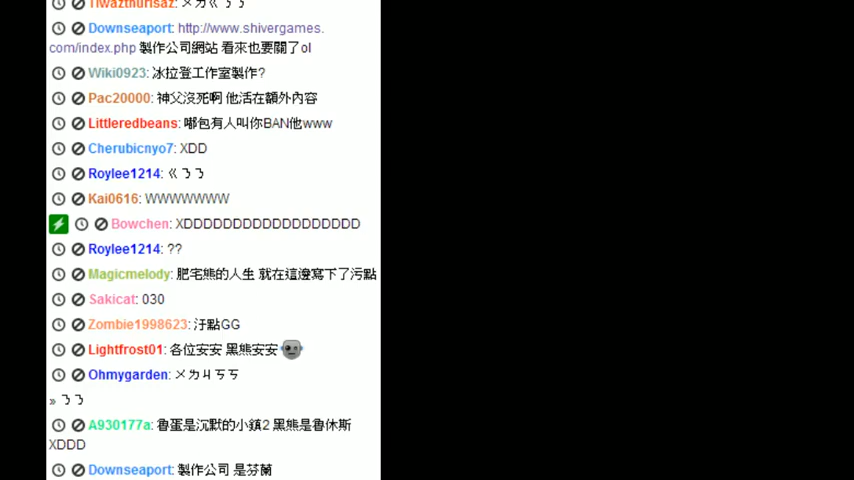 Tiwazthurisaz: ㄨㄌㄍㄋㄋ
Downseaport: http://www.shivergames.
com/index.php 製作公司網站 看來也要關了ol
Wiki0923: 冰拉登工作室製作?
Pac20000: 神父沒死啊 他活在額外內容
Littleredbeans: 嘟包有人叫你BAN他www
Cherubicnyo7: XDD
Roylee1214: ㄍㄋㄋ
Kai0616: WWWWWWW
Bowchen: XDDDDDDDDDDDDDDDDDD
Roylee1214: ??
Magicmelody: 肥宅熊的人生 就在這邊寫下了污點
Sakicat: 030
Zombie1998623: 汙點GG
Lightfrost01: 各位安安 黑熊安安
Ohmygarden: ㄨㄌㄐㄎㄎ
» ㄋㄋ
A930177a: 魯蛋是沉默的小鎮2 黑熊是魯休斯
XDDD
Downseaport: 製作公司 是芬蘭